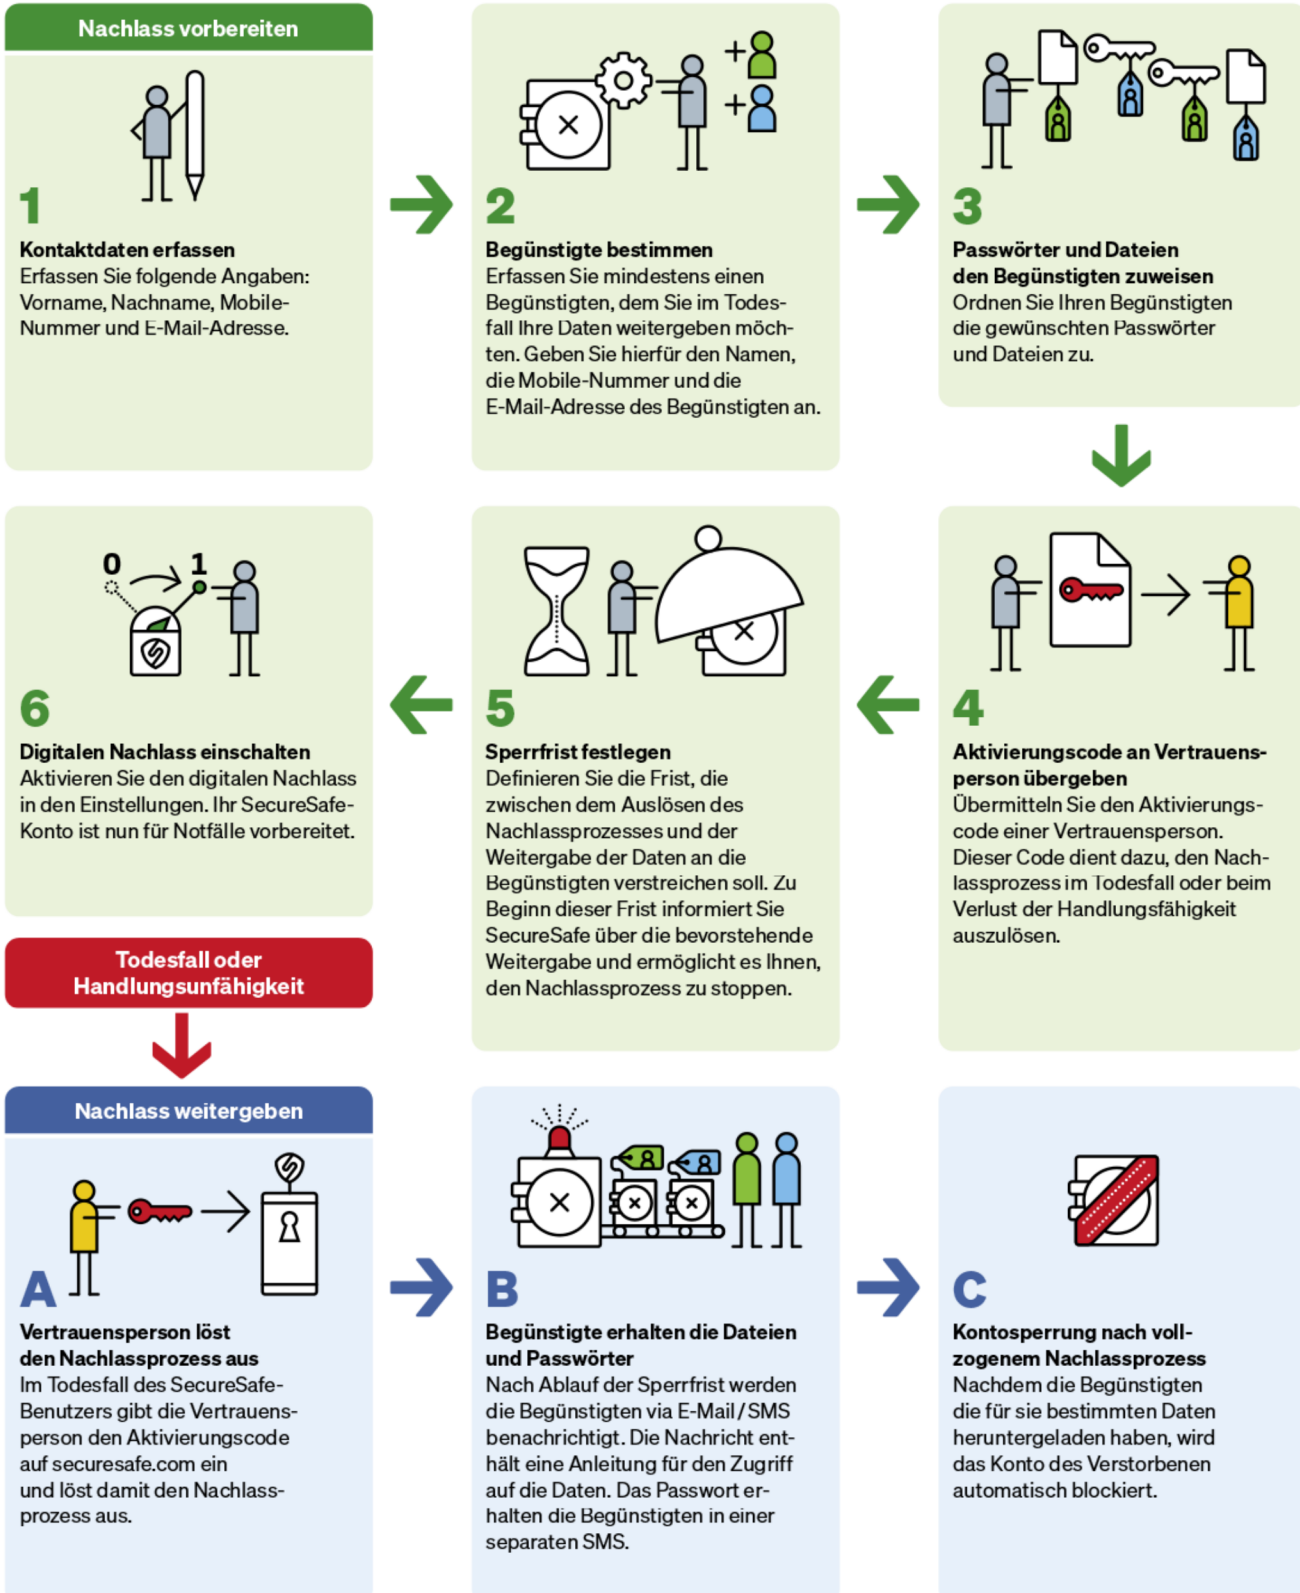 Nachlass vorbereiten
1
Kontaktdaten erfassen
Erfassen Sie folgende Angaben:
Vorname, Nachname, Mobile-
Nummer und E-Mail-Adresse.
2
Begünstigte bestimmen
Erfassen Sie mindestens einen
Begünstigten, dem Sie im Todes-
fall Ihre Daten weitergeben möch-
ten. Geben Sie hierfür den Namen,
die Mobile-Nummer und die
E-Mail-Adresse des Begünstigten an.
3
Passwörter und Dateien
den Begünstigten zuweisen
Ordnen Sie Ihren Begünstigten
die gewünschten Passwörter
und Dateien zu.
4
Aktivierungscode an Vertrauens-
person übergeben
Übermitteln Sie den Aktivierungs-
code einer Vertrauensperson.
Dieser Code dient dazu, den Nach-
lassprozess im Todesfall oder beim
Verlust der Handlungsfähigkeit
auszulösen.
5
Sperrfrist festlegen
Definieren Sie die Frist, die
zwischen dem Auslösen des
Nachlassprozesses und der
Weitergabe der Daten an die
Begünstigten verstreichen soll. Zu
Beginn dieser Frist informiert Sie
SecureSafe über die bevorstehende
Weitergabe und ermöglicht es Ihnen,
den Nachlassprozess zu stoppen.
0 1
6
Digitalen Nachlass einschalten
Aktivieren Sie den digitalen Nachlass
in den Einstellungen. Ihr SecureSafe-
Konto ist nun für Notfälle vorbereitet.
Todesfall oder
Handlungsunfähigkeit
Nachlass weitergeben
A
Vertrauensperson löst
den Nachlassprozess aus
Im Todesfall des SecureSafe-
Benutzers gibt die Vertrauens-
person den Aktivierungscode
auf securesafe.com ein
und löst damit den Nachlass-
prozess aus.
B
Begünstigte erhalten die Dateien
und Passwörter
Nach Ablauf der Sperrfrist werden
die Begünstigten via E-Mail/SMS
benachrichtigt. Die Nachricht ent-
hält eine Anleitung für den Zugriff
auf die Daten. Das Passwort er-
halten die Begünstigten in einer
separaten SMS.
C
Kontosperrung nach voll-
zogenem Nachlassprozess
Nachdem die Begünstigten
die für sie bestimmten Daten
heruntergeladen haben, wird
das Konto des Verstorbenen
automatisch blockiert.